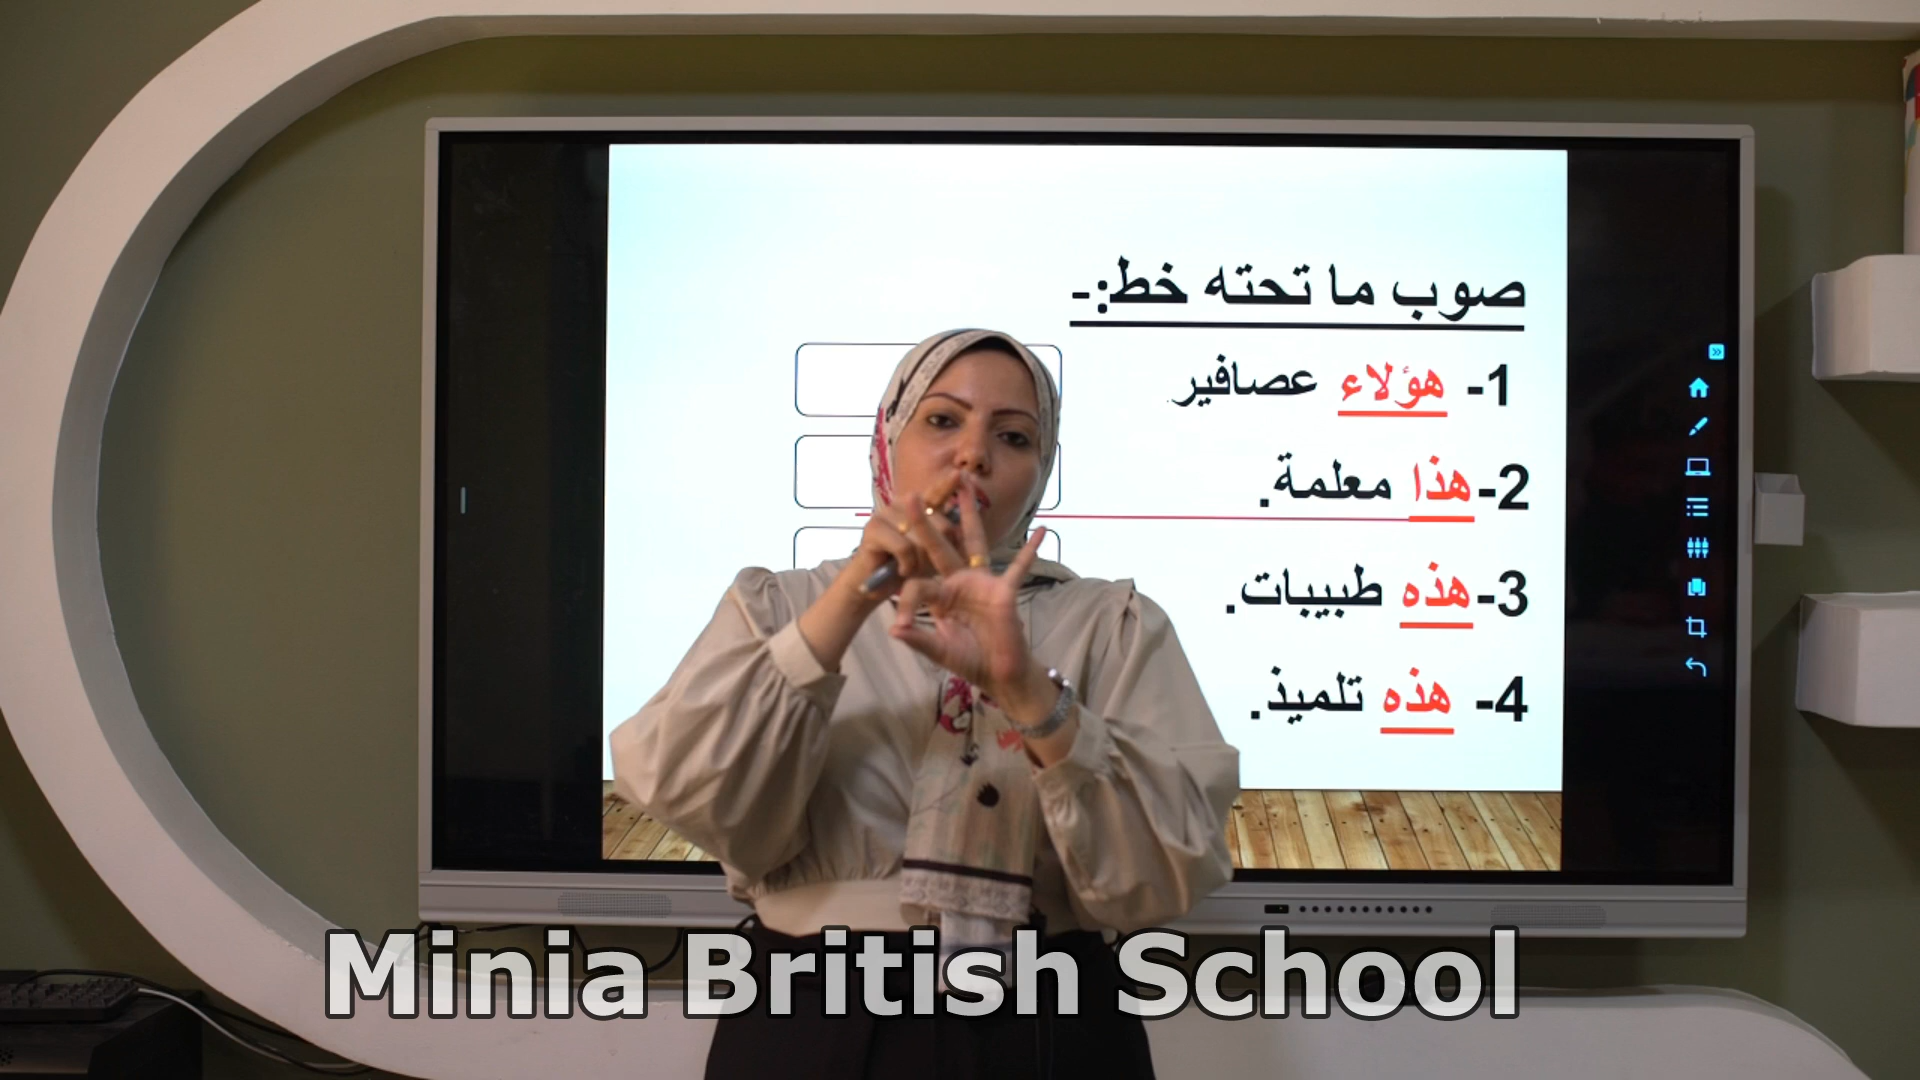 صوب ما تحته خط:-
1- هؤلاء عصافير.
2- هذا معلمة.
3- هذه طبيبات.
4- هذه تلميذ.
Minia British School